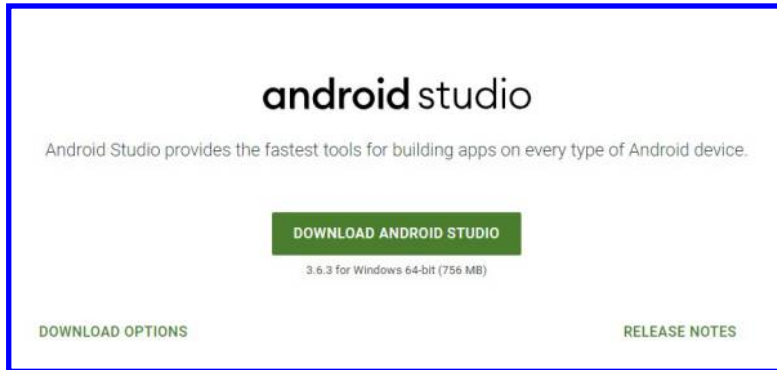 android studio
Android Studio provides the fastest tools for building apps on every type of Android device.
DOWNLOAD ANDROID STUDIO
3.6.3 for Windows 64-bit (756 MB)
DOWNLOAD OPTIONS
RELEASE NOTES